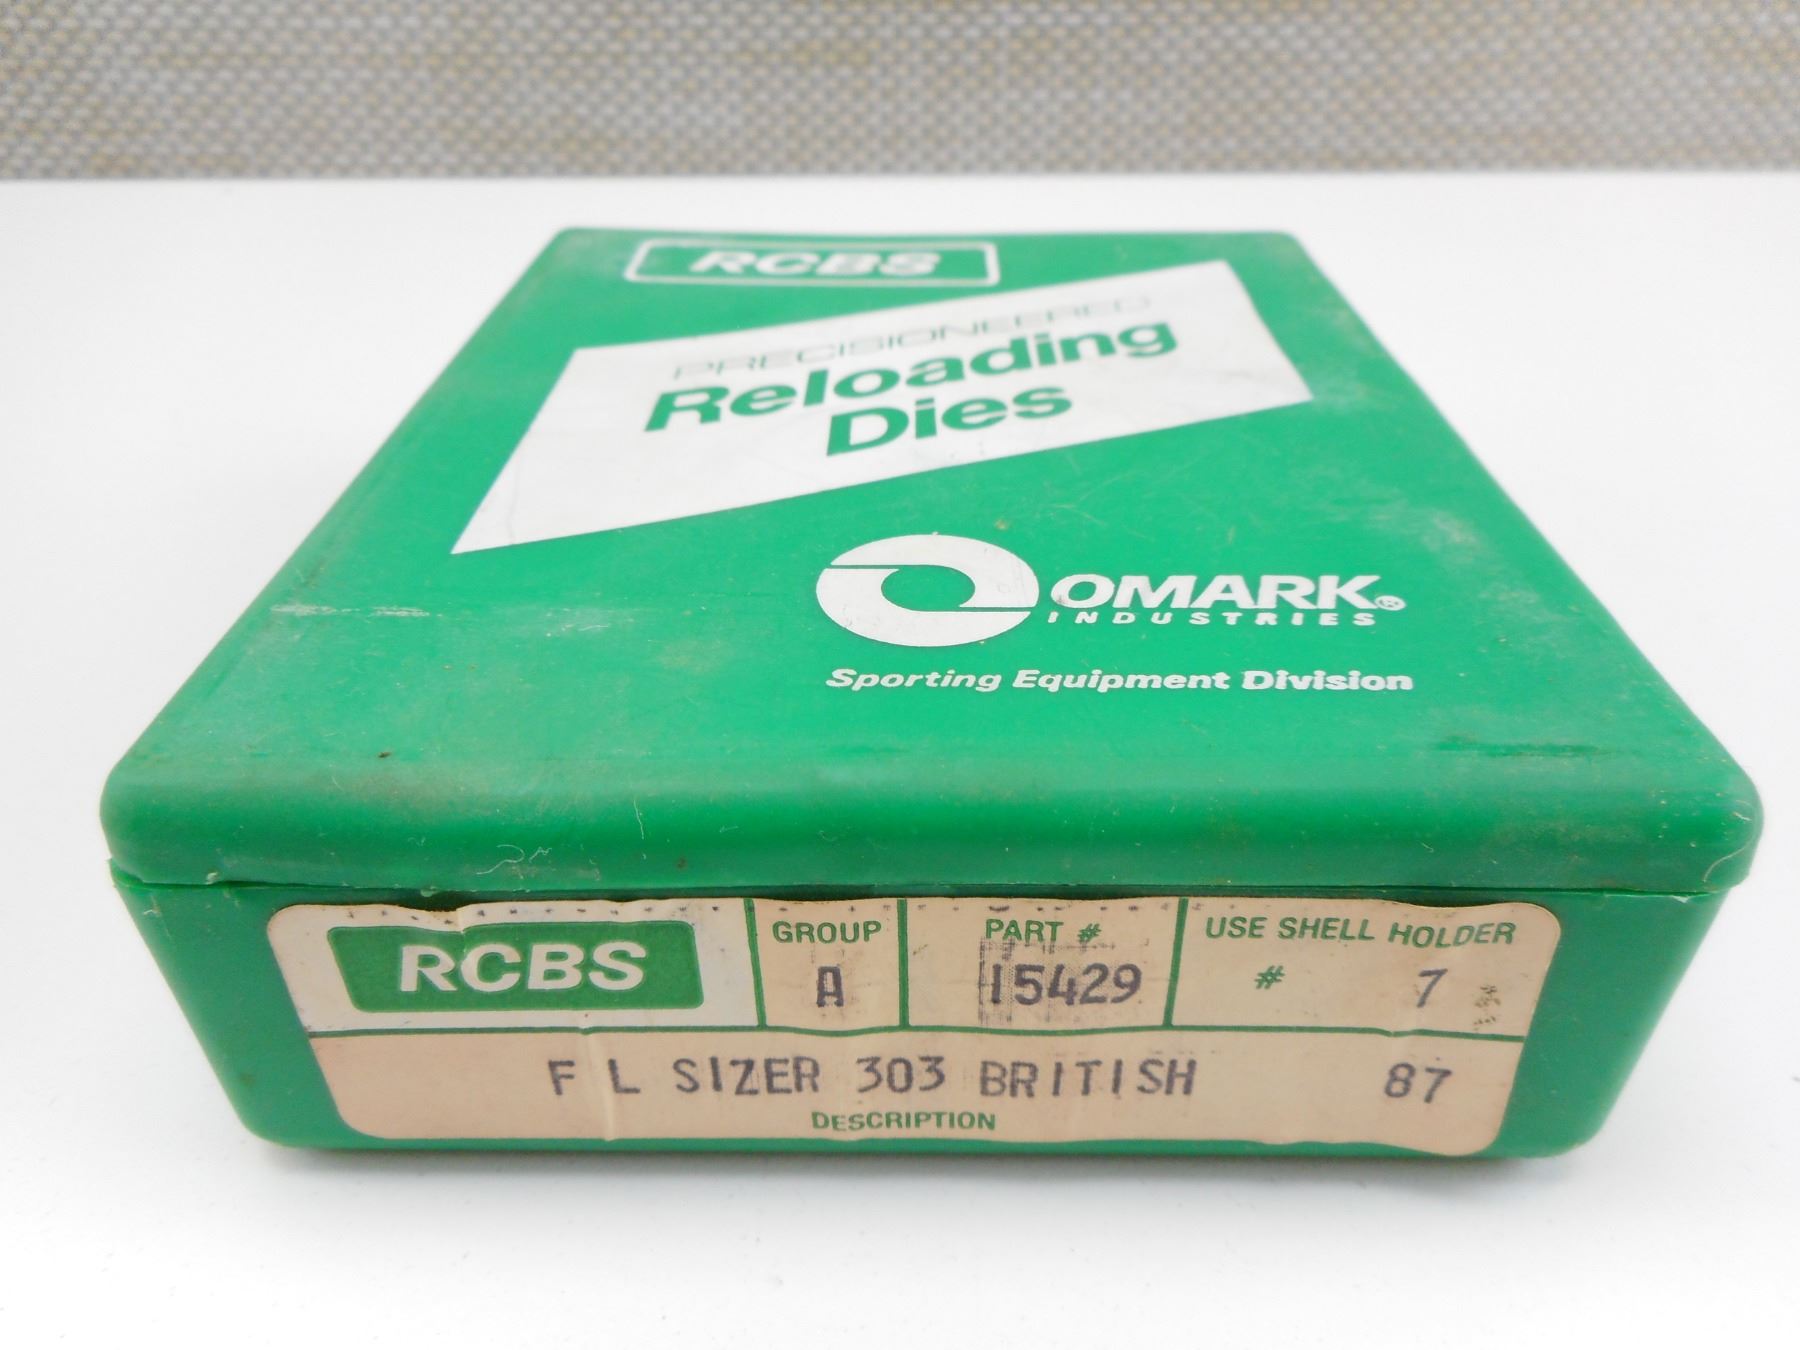 RCBS
PRECISIONEERED
Reloading
Dies
OMARK®
INDUSTRIES
Sporting Equipment Division
RCBS
GROUP
A
PART #
15429
USE SHELL HOLDER
# 7
F L SIZER 303 BRITISH 87
DESCRIPTION